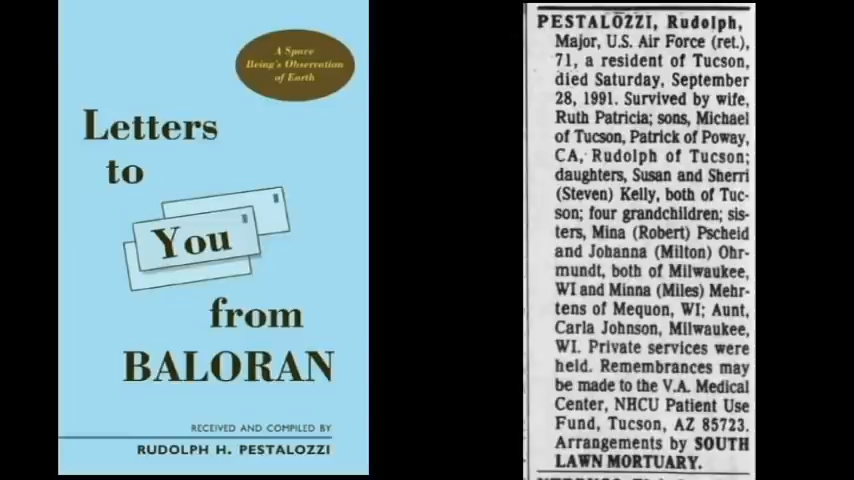 A Space
Being's Observation
of Earth
Letters
to
You
from
BALORAN
RECEIVED AND COMPILED BY
RUDOLPH H. PESTALOZZI
PESTALOZZI, Rudolph,
Major, U.S. Air Force (ret.),
71, a resident of Tucson,
died Saturday, September
28, 1991. Survived by wife,
Ruth Patricia; sons, Michael
of Tucson, Patrick of Poway,
CA, Rudolph of Tucson;
daughters, Susan and Sherri
(Steven) Kelly, both of Tuc-
son; four grandchildren; sis-
ters, Mina (Robert) Pscheid
and Johanna (Milton) Ohr-
mundt, both of Milwaukee,
WI and Minna (Miles) Mehr-
tens of Mequon, WI; Aunt,
Carla Johnson, Milwaukee,
WI. Private services were
held. Remembrances may
be made to the V.A. Medical
Center, NHCU Patient Use
Fund, Tucson, AZ 85723.
Arrangements by SOUTH
LAWN MORTUARY.